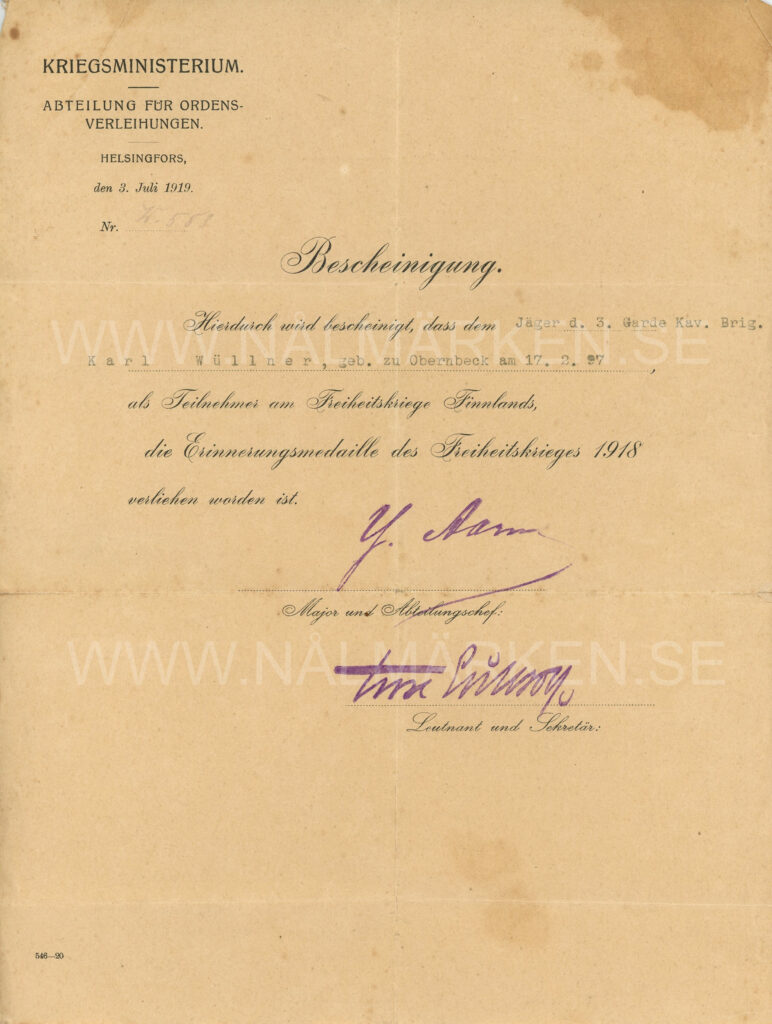 KRIEGSMINISTERIUM.
ABTEILUNG FÜR ORDENS-
VERLEIHUNGEN.
HELSINGFORS,
den 3. Juli 1919.
Nr.
Bescheinigung.
Hierdurch wird bescheinigt, dass dem Jäger d. 3. Garde Kav. Brig.
WWW.NÅLMÄRKEN.SE
Karl Wüllner, geb. zu Obernbeck am 17. 2. 97,
als Teilnehmer am Freiheitskriege Finnlands,
die Erinnerungsmedaille des Freiheitskrieges 1918
verliehen worden ist.
Major und Abteilungschef:
WWW.NÅLMÄRKEN.SE
Leutnant und Sekretär:
546—20